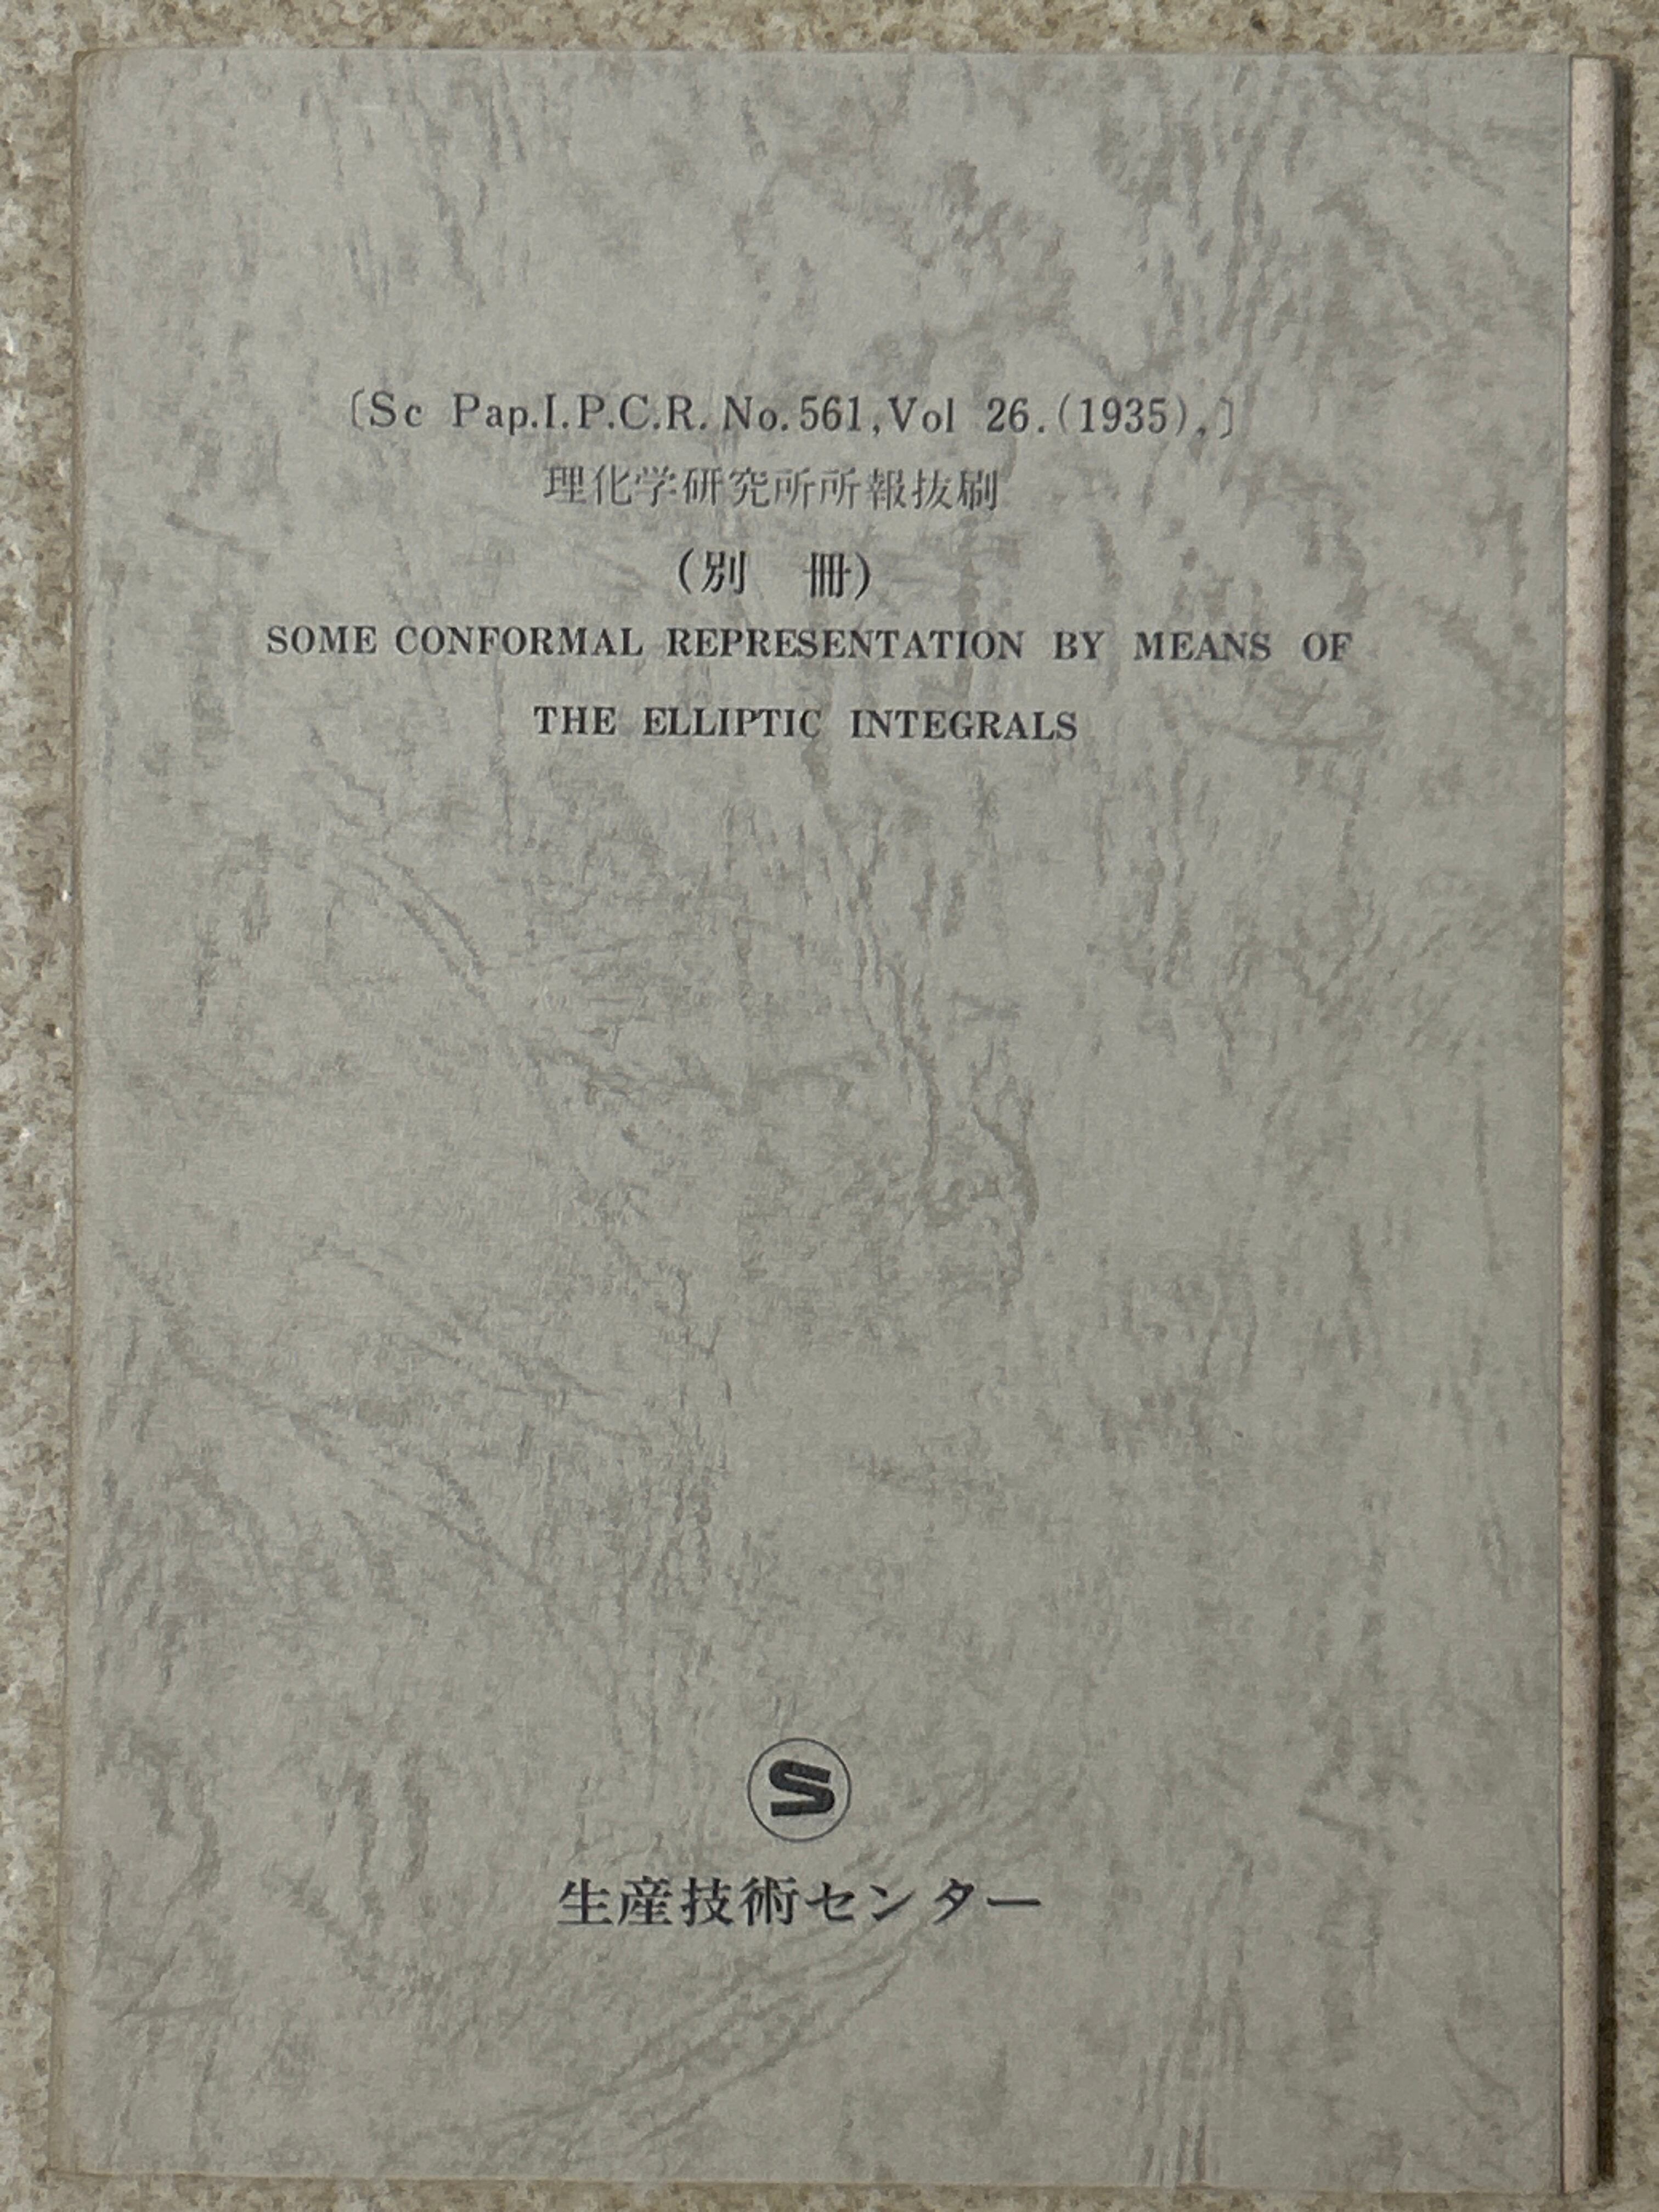 〔Sc Pap.I.P.C.R. No.561,Vol 26.(1935),〕
理化学研究所所報抜刷
(別 冊)
SOME CONFORMAL REPRESENTATION BY MEANS OF
THE ELLIPTIC INTEGRALS
S
生産技術センター